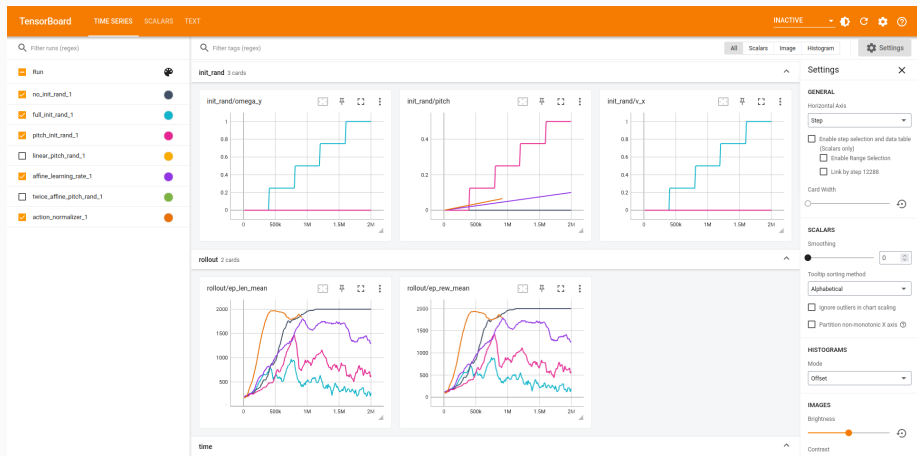 TensorBoard TIME SERIES SCALARS TEXT INACTIVE
Filter runs (regex)
Run
no_init_rand_1
full_init_rand_1
pitch_init_rand_1
linear_pitch_rand_1
affine_learning_rate_1
twice_affine_pitch_rand_1
action_normalizer_1
Filter tags (regex) All Scalars Image Histogram Settings
init_rand 3 cards
init_rand/omega_y
1
0.8
0.6
0.4
0.2
0
0 500k 1M 1.5M 2M
init_rand/pitch
0.4
0.2
0
0 500k 1M 1.5M 2M
init_rand/v_x
1
0.8
0.6
0.4
0.2
0
0 500k 1M 1.5M 2M
rollout 2 cards
rollout/ep_len_mean
2000
1500
1000
500
0 500k 1M 1.5M 2M
rollout/ep_rew_mean
2000
1500
1000
500
0
0 500k 1M 1.5M 2M
time
Settings
GENERAL
Horizontal Axis
Step
Enable step selection and data table
(Scalars only)
Enable Range Selection
Link by step 12288
Card Width
SCALARS
Smoothing
0
Tooltip sorting method
Alphabetical
Ignore outliers in chart scaling
Partition non-monotonic X axis
HISTOGRAMS
Mode
Offset
IMAGES
Brightness
Contrast